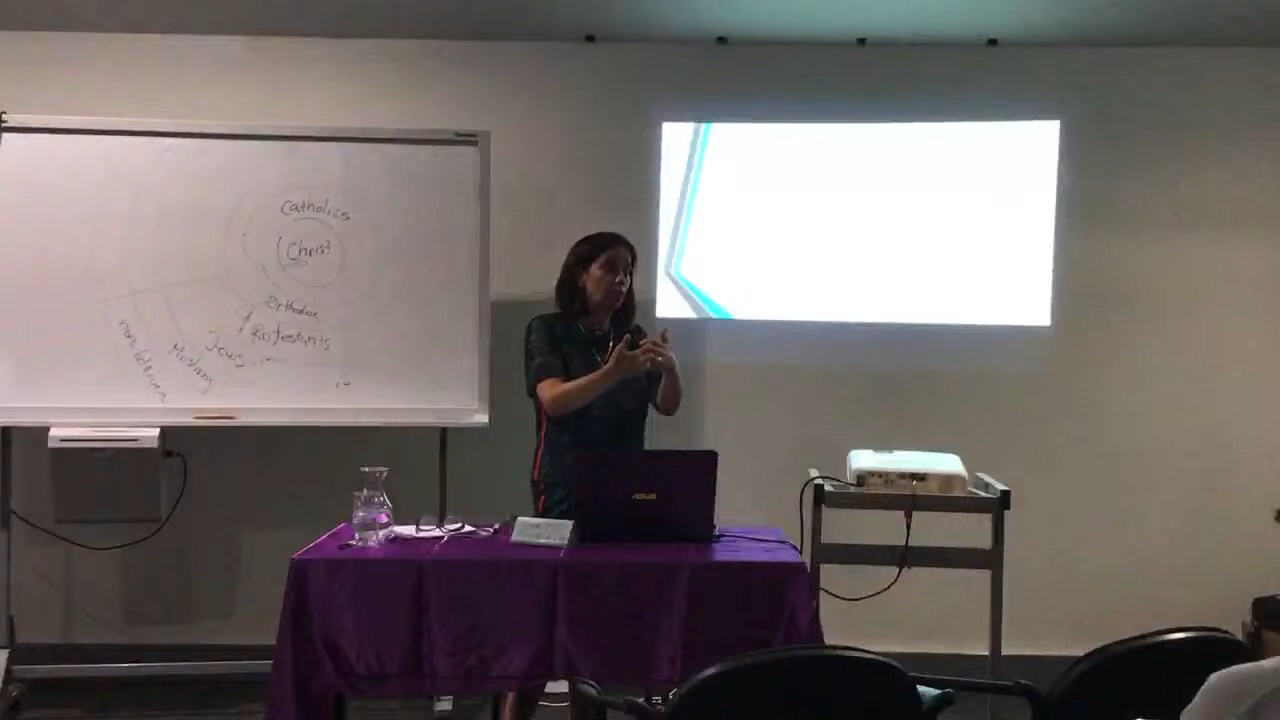 Catholics
Christ
Orthodox
Protestants
Jews
Muslims
non-believers
ASUS